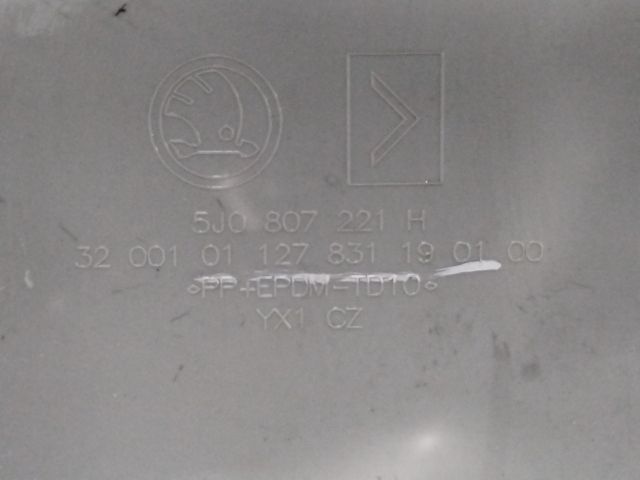 5J0 807 221 H
32 001 01 127 831 19 01 00
>PP+EPDM-TD10<
YX1 CZ